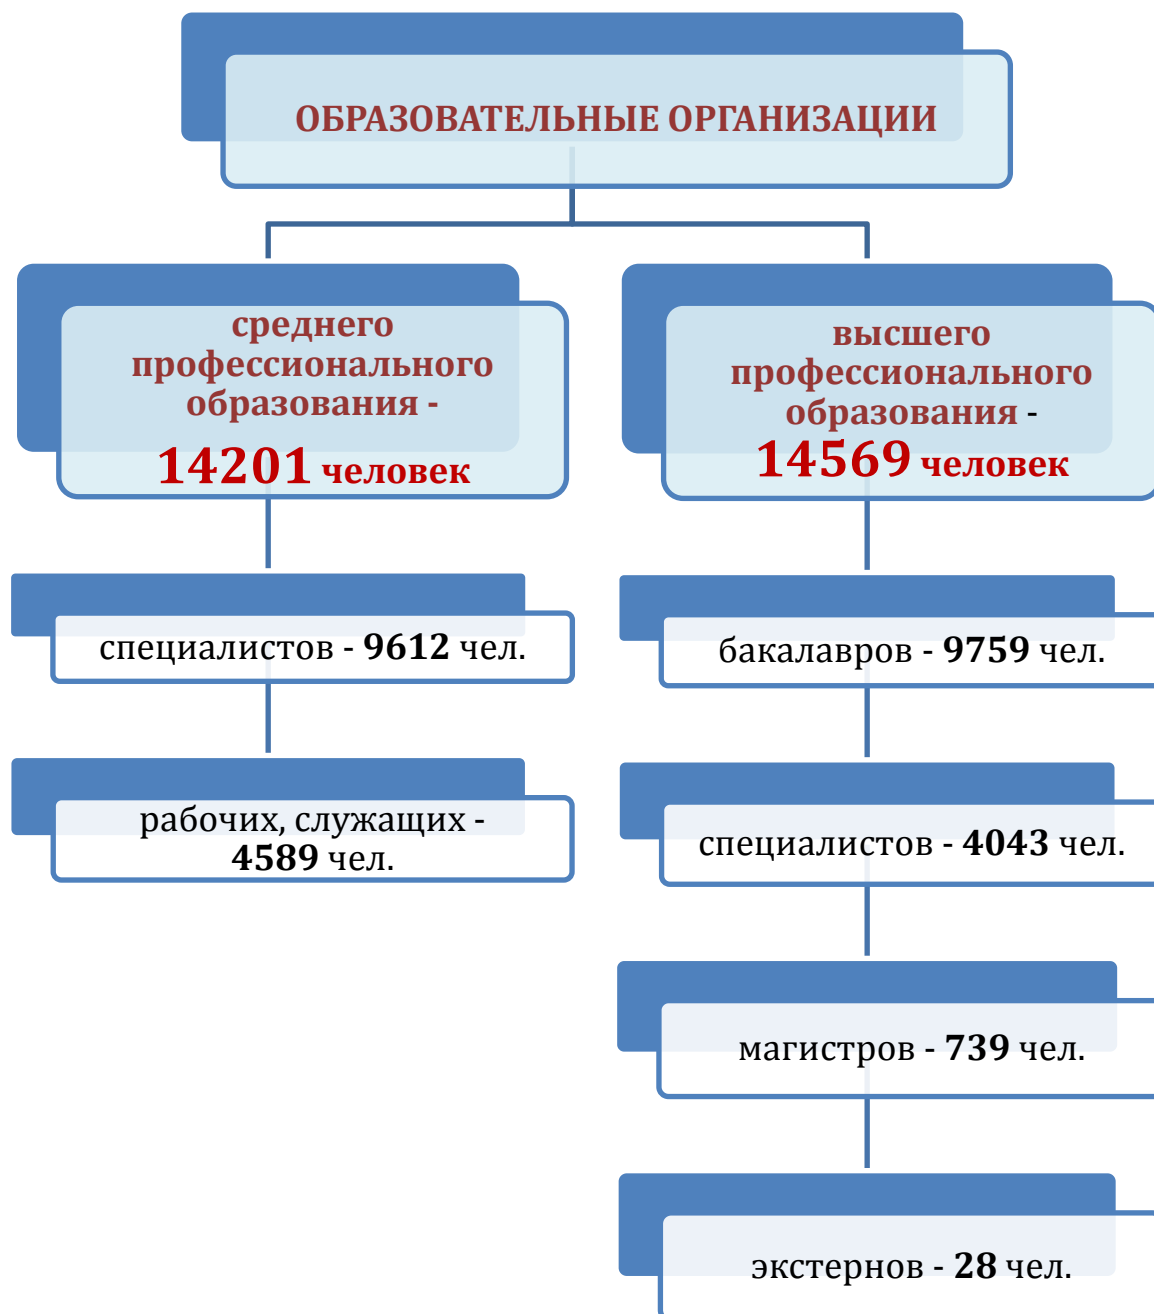 ОБРАЗОВАТЕЛЬНЫЕ ОРГАНИЗАЦИИ
среднего
профессионального
образования -
14201 человек
специалистов - 9612 чел.
рабочих, служащих -
4589 чел.
высшего
профессионального
образования -
14569 человек
бакалавров - 9759 чел.
специалистов - 4043 чел.
магистров - 739 чел.
экстернов - 28 чел.